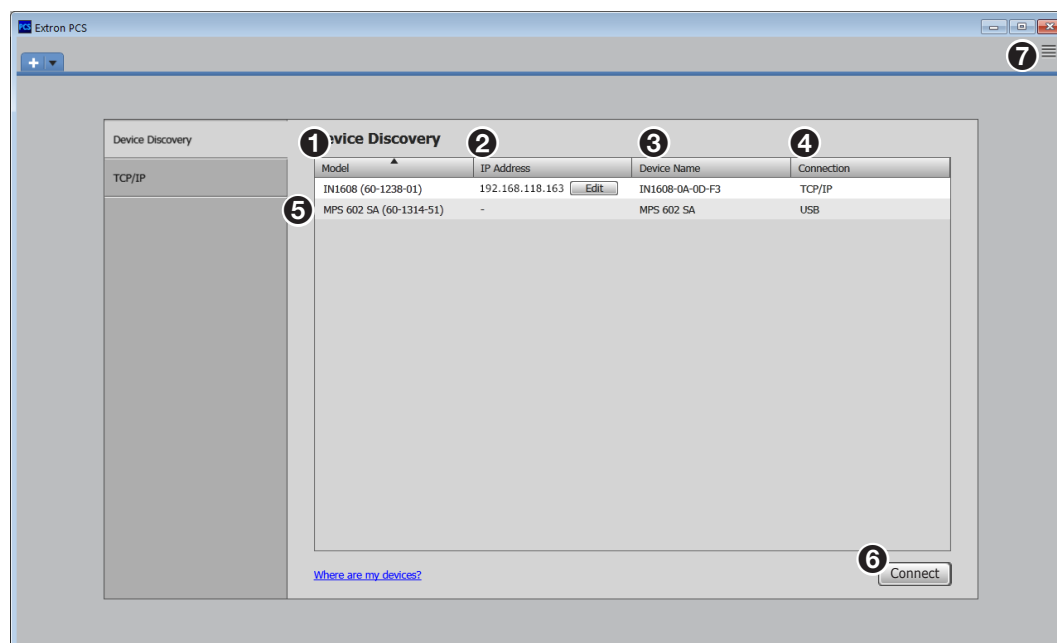 PCS Extron PCS
7
+
Device Discovery
TCP/IP
1 evice Discovery 2 3 4
Model IP Address Device Name Connection
IN1608 (60-1238-01) 192.168.118.163 Edit IN1608-0A-0D-F3 TCP/IP
5 MPS 602 SA (60-1314-51) - MPS 602 SA USB
6
Where are my devices? Connect